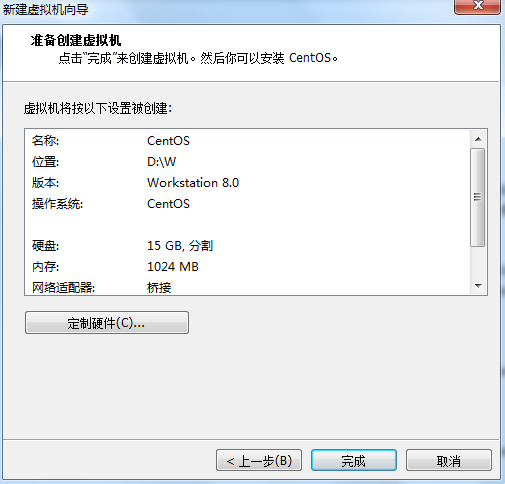 新建虚拟机向导
准备创建虚拟机
点击“完成”来创建虚拟机。然后你可以安装 CentOS。
虚拟机将按以下设置被创建:
名称: CentOS
位置: D:\W
版本: Workstation 8.0
操作系统: CentOS
硬盘: 15 GB, 分割
内存: 1024 MB
网络适配器: 桥接
定制硬件(C)...
< 上一步(B) 完成 取消